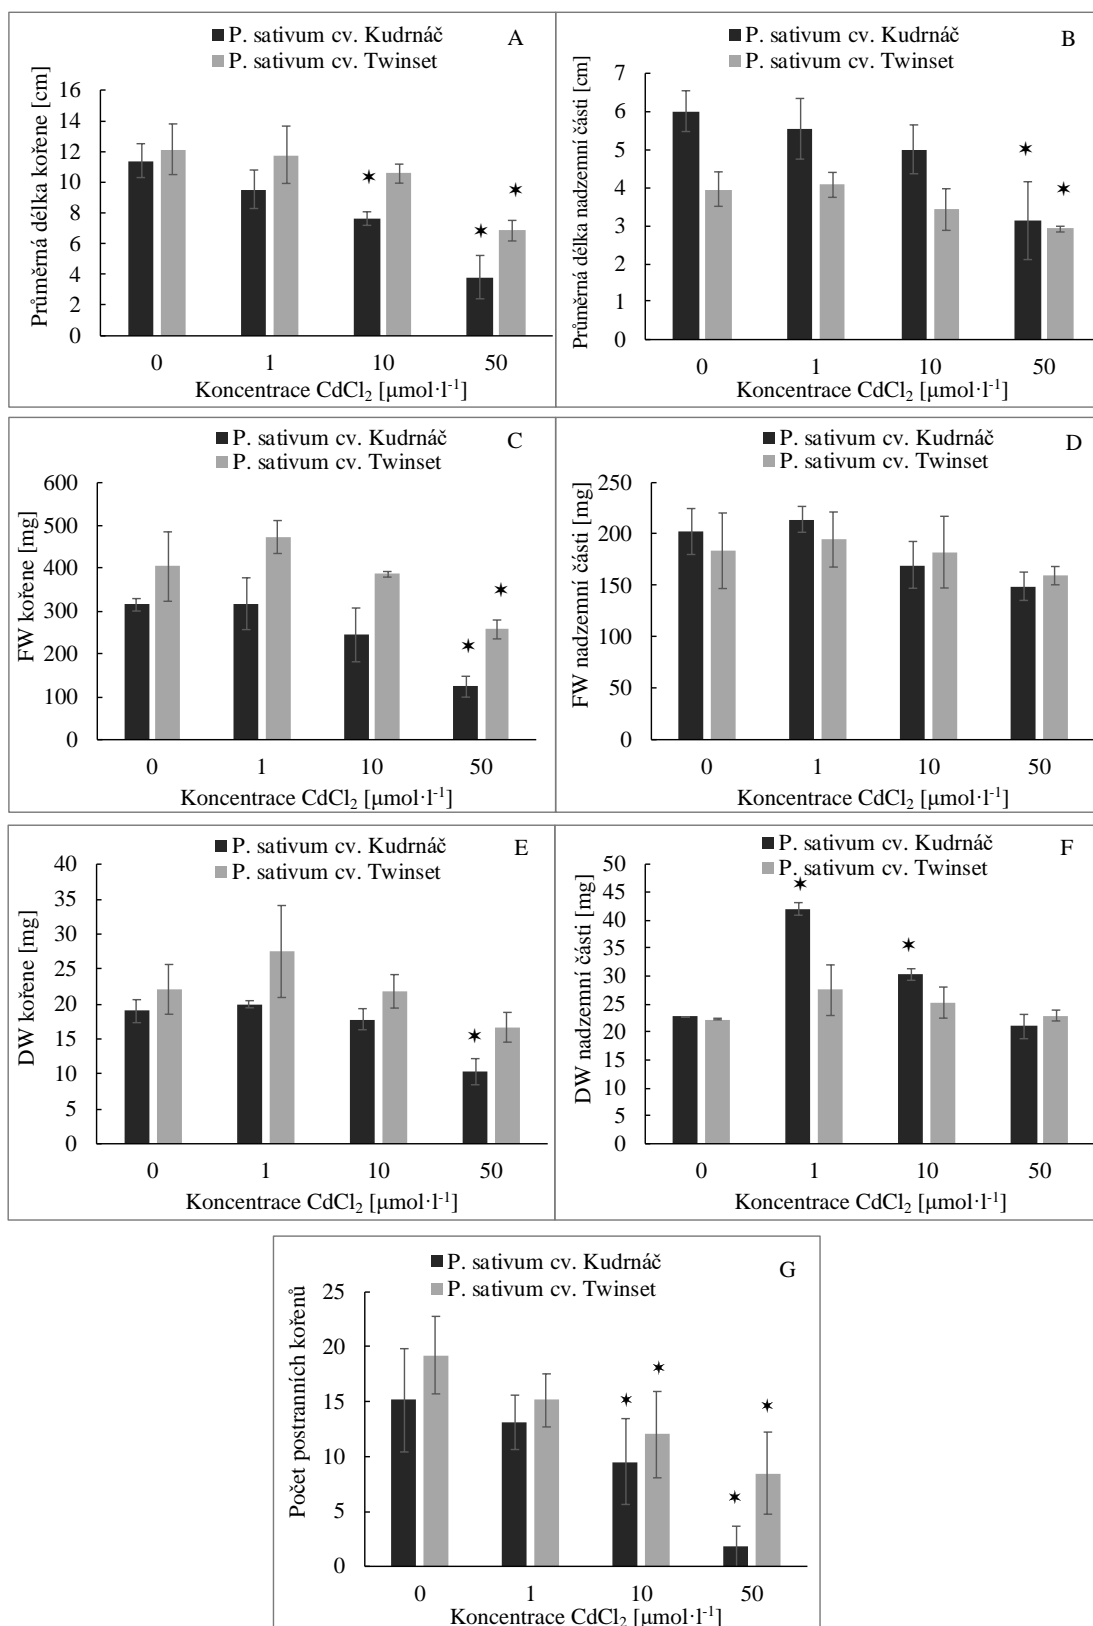 P. sativum cv. Kudrnáč
P. sativum cv. Twinset
A
Průměrná délka kořene [cm]
16
14
12
10
8
6
4
2
0
0 1 10 50
Koncentrace CdCl₂ [µmol·l⁻¹]
P. sativum cv. Kudrnáč
P. sativum cv. Twinset
B
Průměrná délka nadzemní části [cm]
7
6
5
4
3
2
1
0
0 1 10 50
Koncentrace CdCl₂ [µmol·l⁻¹]
P. sativum cv. Kudrnáč
P. sativum cv. Twinset
C
FW kořene [mg]
600
500
400
300
200
100
0
0 1 10 50
Koncentrace CdCl₂ [µmol·l⁻¹]
P. sativum cv. Kudrnáč
P. sativum cv. Twinset
D
FW nadzemní části [mg]
250
200
150
100
50
0
0 1 10 50
Koncentrace CdCl₂ [µmol·l⁻¹]
P. sativum cv. Kudrnáč
P. sativum cv. Twinset
E
DW kořene [mg]
40
35
30
25
20
15
10
5
0
0 1 10 50
Koncentrace CdCl₂ [µmol·l⁻¹]
P. sativum cv. Kudrnáč
P. sativum cv. Twinset
F
DW nadzemní části [mg]
50
45
40
35
30
25
20
15
10
5
0
0 1 10 50
Koncentrace CdCl₂ [µmol·l⁻¹]
P. sativum cv. Kudrnáč
P. sativum cv. Twinset
G
Počet postranních kořenů
25
20
15
10
5
0
0 1 10 50
Koncentrace CdCl₂ [µmol·l⁻¹]